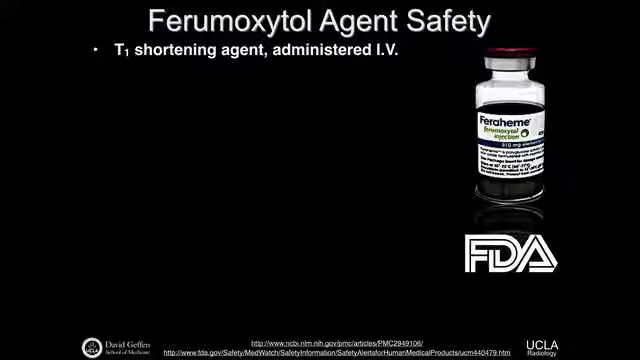 Ferumoxytol Agent Safety
• T₁ shortening agent, administered I.V.
Feraheme
ferumoxytol
injection
510 mg
FDA
http://www.ncbi.nlm.nih.gov/pmc/articles/PMC2949106/
http://www.fda.gov/Safety/MedWatch/SafetyInformation/SafetyAlertsforHumanMedicalProducts/ucm440479.htm
UCLA
David Geffen
School of Medicine
UCLA
Radiology